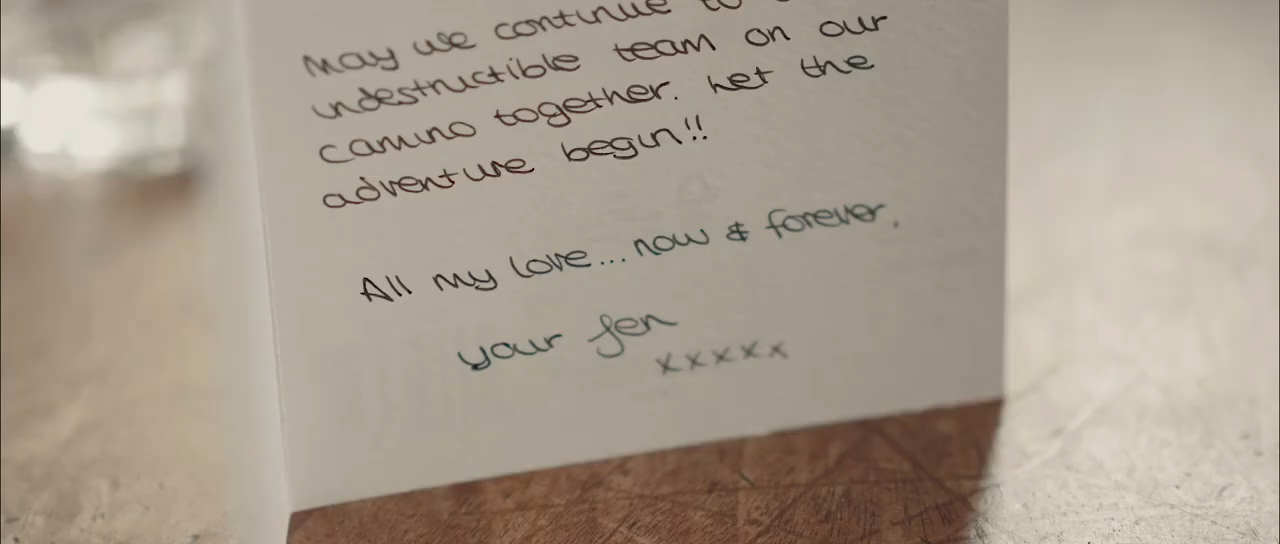 May we continue to
indestructible team on our
camino together. Let the
adventure begin!!
All my love... now & forever.
your Jen
xxxxx